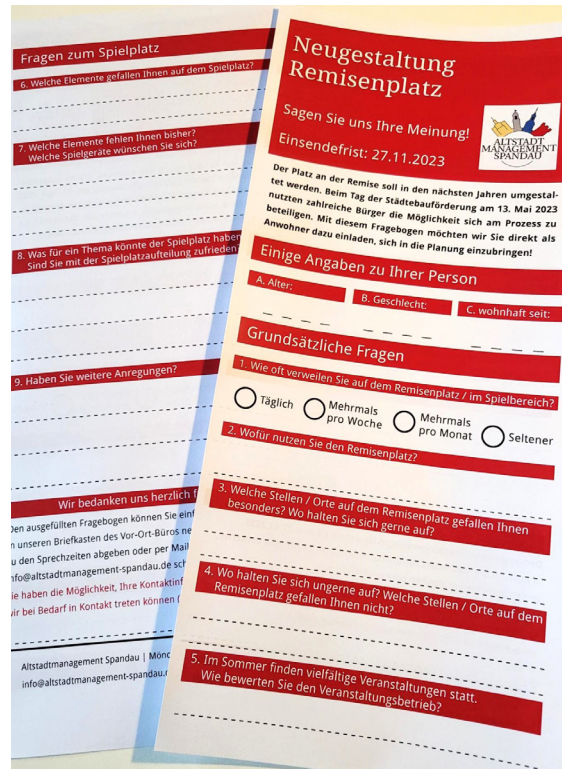 Neugestaltung
Remisenplatz
Sagen Sie uns Ihre Meinung!
Einsendefrist: 27.11.2023
ALTSTADT
MANAGEMENT
SPANDAU
Der Platz an der Remise soll in den nächsten Jahren umgestal-
tet werden. Beim Tag der Städtebauförderung am 13. Mai 2023
nutzten zahlreiche Bürger die Möglichkeit sich am Prozess zu
beteiligen. Mit diesem Fragebogen möchten wir Sie direkt als
Anwohner dazu einladen, sich in die Planung einzubringen!
Einige Angaben zu Ihrer Person
A. Alter:
B. Geschlecht:
C. wohnhaft seit:
Grundsätzliche Fragen
1. Wie oft verweilen Sie auf dem Remisenplatz / im Spielbereich?
Täglich
Mehrmals
pro Woche
Mehrmals
pro Monat
Seltener
2. Wofür nutzen Sie den Remisenplatz?
3. Welche Stellen / Orte auf dem Remisenplatz gefallen Ihnen
besonders? Wo halten Sie sich gerne auf?
4. Wo halten Sie sich ungerne auf? Welche Stellen / Orte auf dem
Remisenplatz gefallen Ihnen nicht?
5. Im Sommer finden vielfältige Veranstaltungen statt.
Wie bewerten Sie den Veranstaltungsbetrieb?
Fragen zum Spielplatz
6. Welche Elemente gefallen Ihnen auf dem Spielplatz?
7. Welche Elemente fehlen Ihnen bisher?
Welche Spielgeräte wünschen Sie sich?
8. Was für ein Thema könnte der Spielplatz haben
Sind Sie mit der Spielplatzaufteilung zufrieden
9. Haben Sie weitere Anregungen?
Wir bedanken uns herzlich f
Den ausgefüllten Fragebogen können Sie
n unseren Briefkasten des Vor-Ort-Büros
u den Sprechzeiten abgeben oder per Mail
nfo@altstadtmanagement-spandau.de
ie haben die Möglichkeit, Ihre
wir bei Bedarf in Kontakt treten können (
Altstadtmanagement Spandau |
info@altstadtmanagement-spandau.